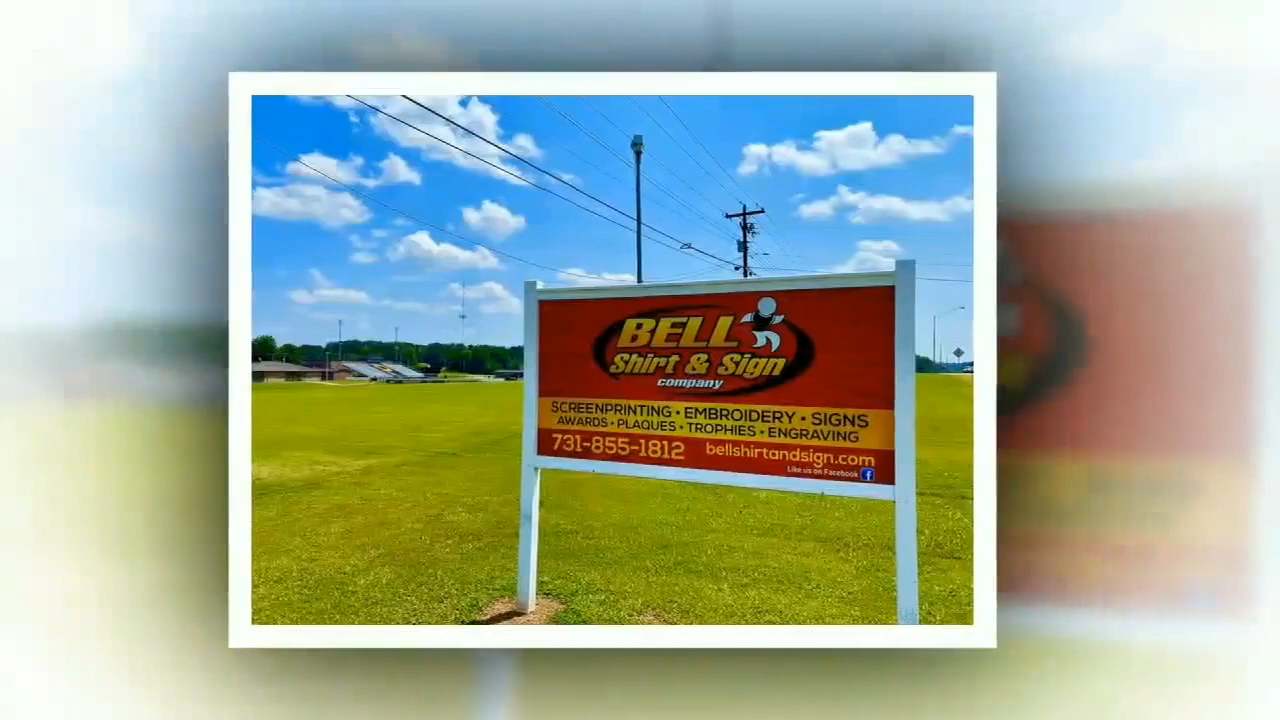 BELL
Shirt & Sign
company
SCREENPRINTING • EMBROIDERY • SIGNS
AWARDS • PLAQUES • TROPHIES • ENGRAVING
731-855-1812 bellshirtandsign.com
Like us on Facebook f